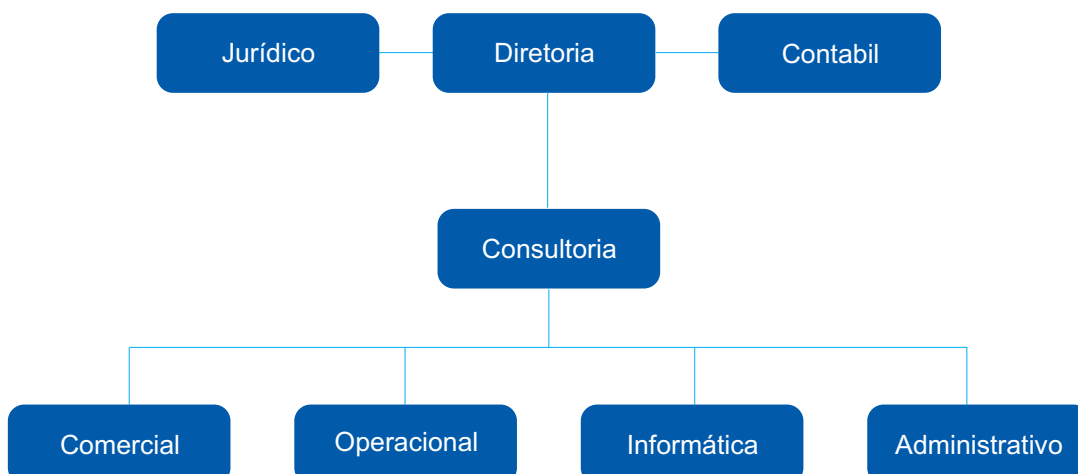 Jurídico
Diretoria
Contabil
Consultoria
Comercial
Operacional
Informática
Administrativo